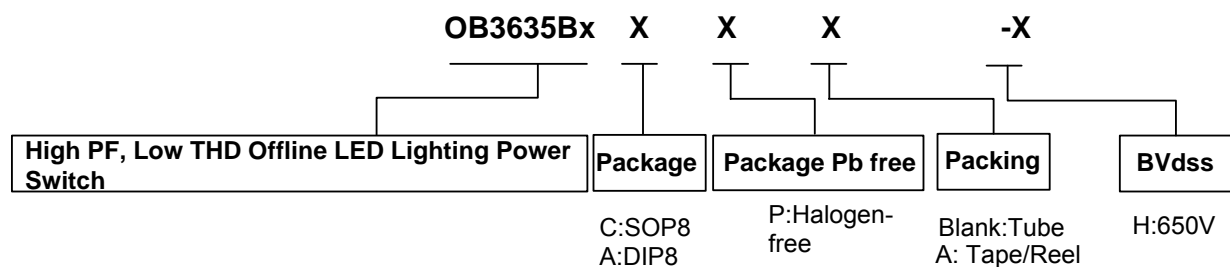 OB3635Bx X X X -X
High PF, Low THD Offline LED Lighting Power
Switch
Package
Package Pb free
Packing
BVdss
C:SOP8
A:DIP8
P:Halogen-
free
Blank:Tube
A: Tape/Reel
H:650V